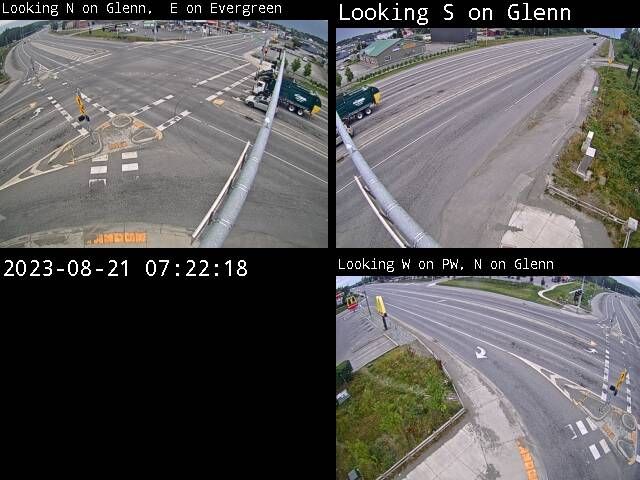 Looking N on Glenn, E on Evergreen
Looking S on Glenn
2023-08-21 07:22:18
Looking W on PW, N on Glenn